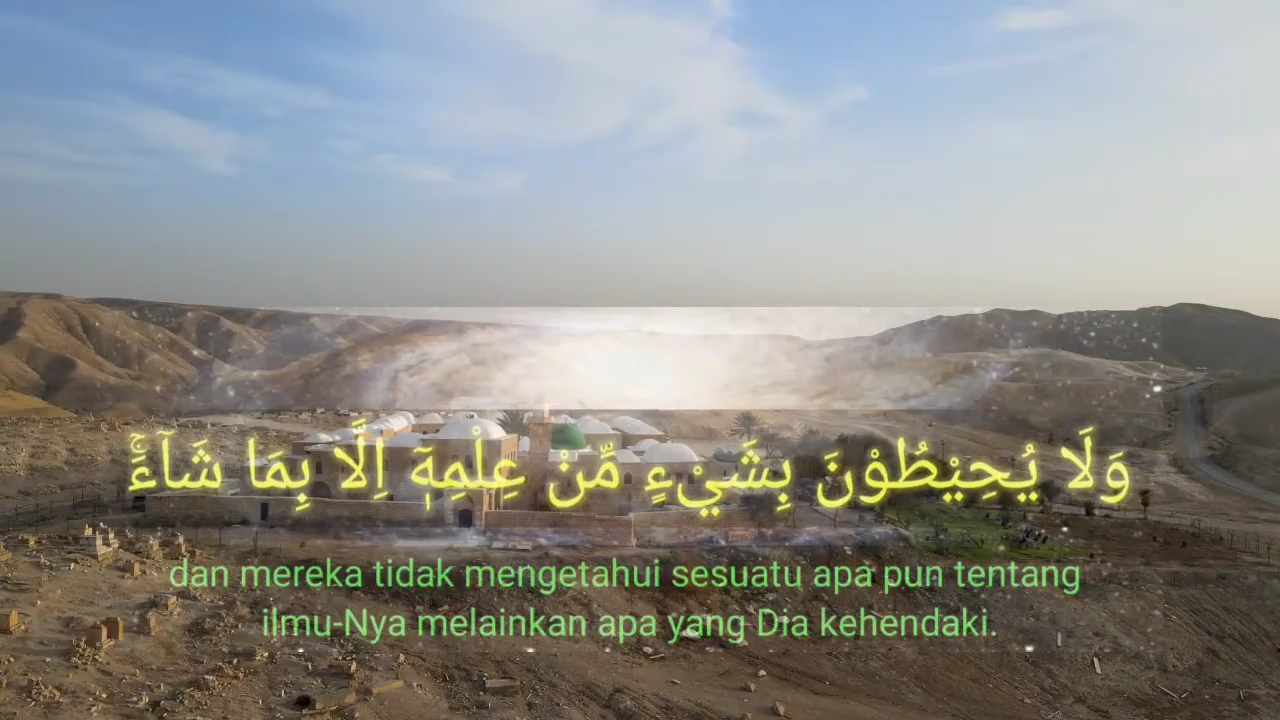 وَلَا يُحِيْطُوْنَ بِشَيْءٍ مِّنْ عِلْمِهٖٓ اِلَّا بِمَا شَاۤءَۚ
dan mereka tidak mengetahui sesuatu apa pun tentang
ilmu-Nya melainkan apa yang Dia kehendaki.